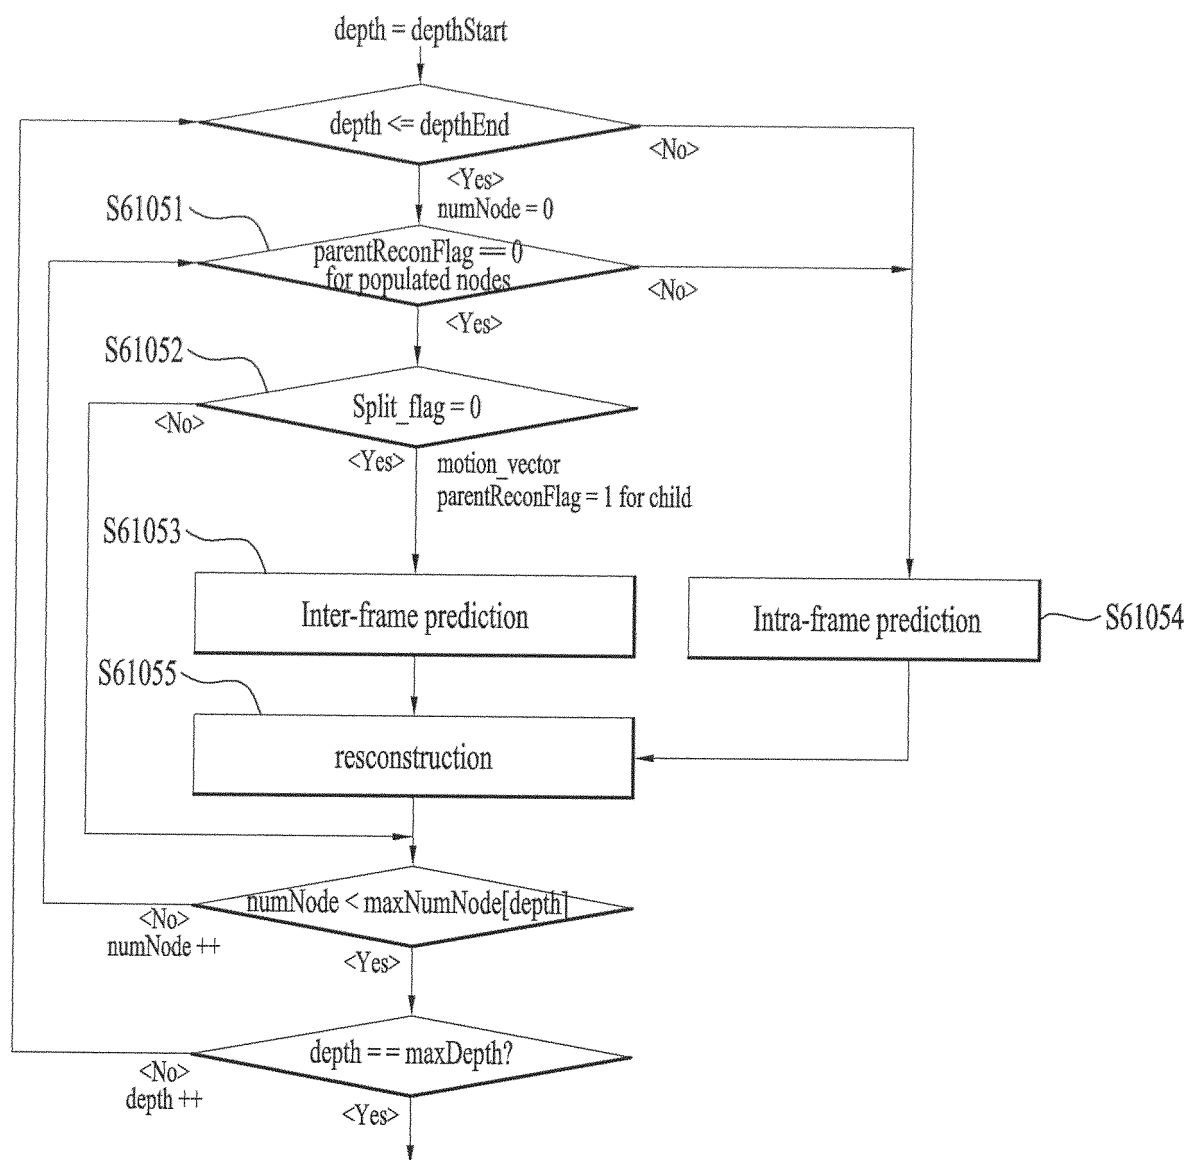 depth = depthStart
depth <= depthEnd
<No>
<Yes>
numNode = 0
S61051
parentReconFlag == 0
for populated nodes
<No>
<Yes>
S61052
Split_flag = 0
<No>
<Yes>
motion_vector
parentReconFlag = 1 for child
S61053
Inter-frame prediction
Intra-frame prediction
S61054
S61055
resconstruction
numNode < maxNumNode[depth]
<No>
numNode ++
<Yes>
depth == maxDepth?
<No>
depth ++
<Yes>